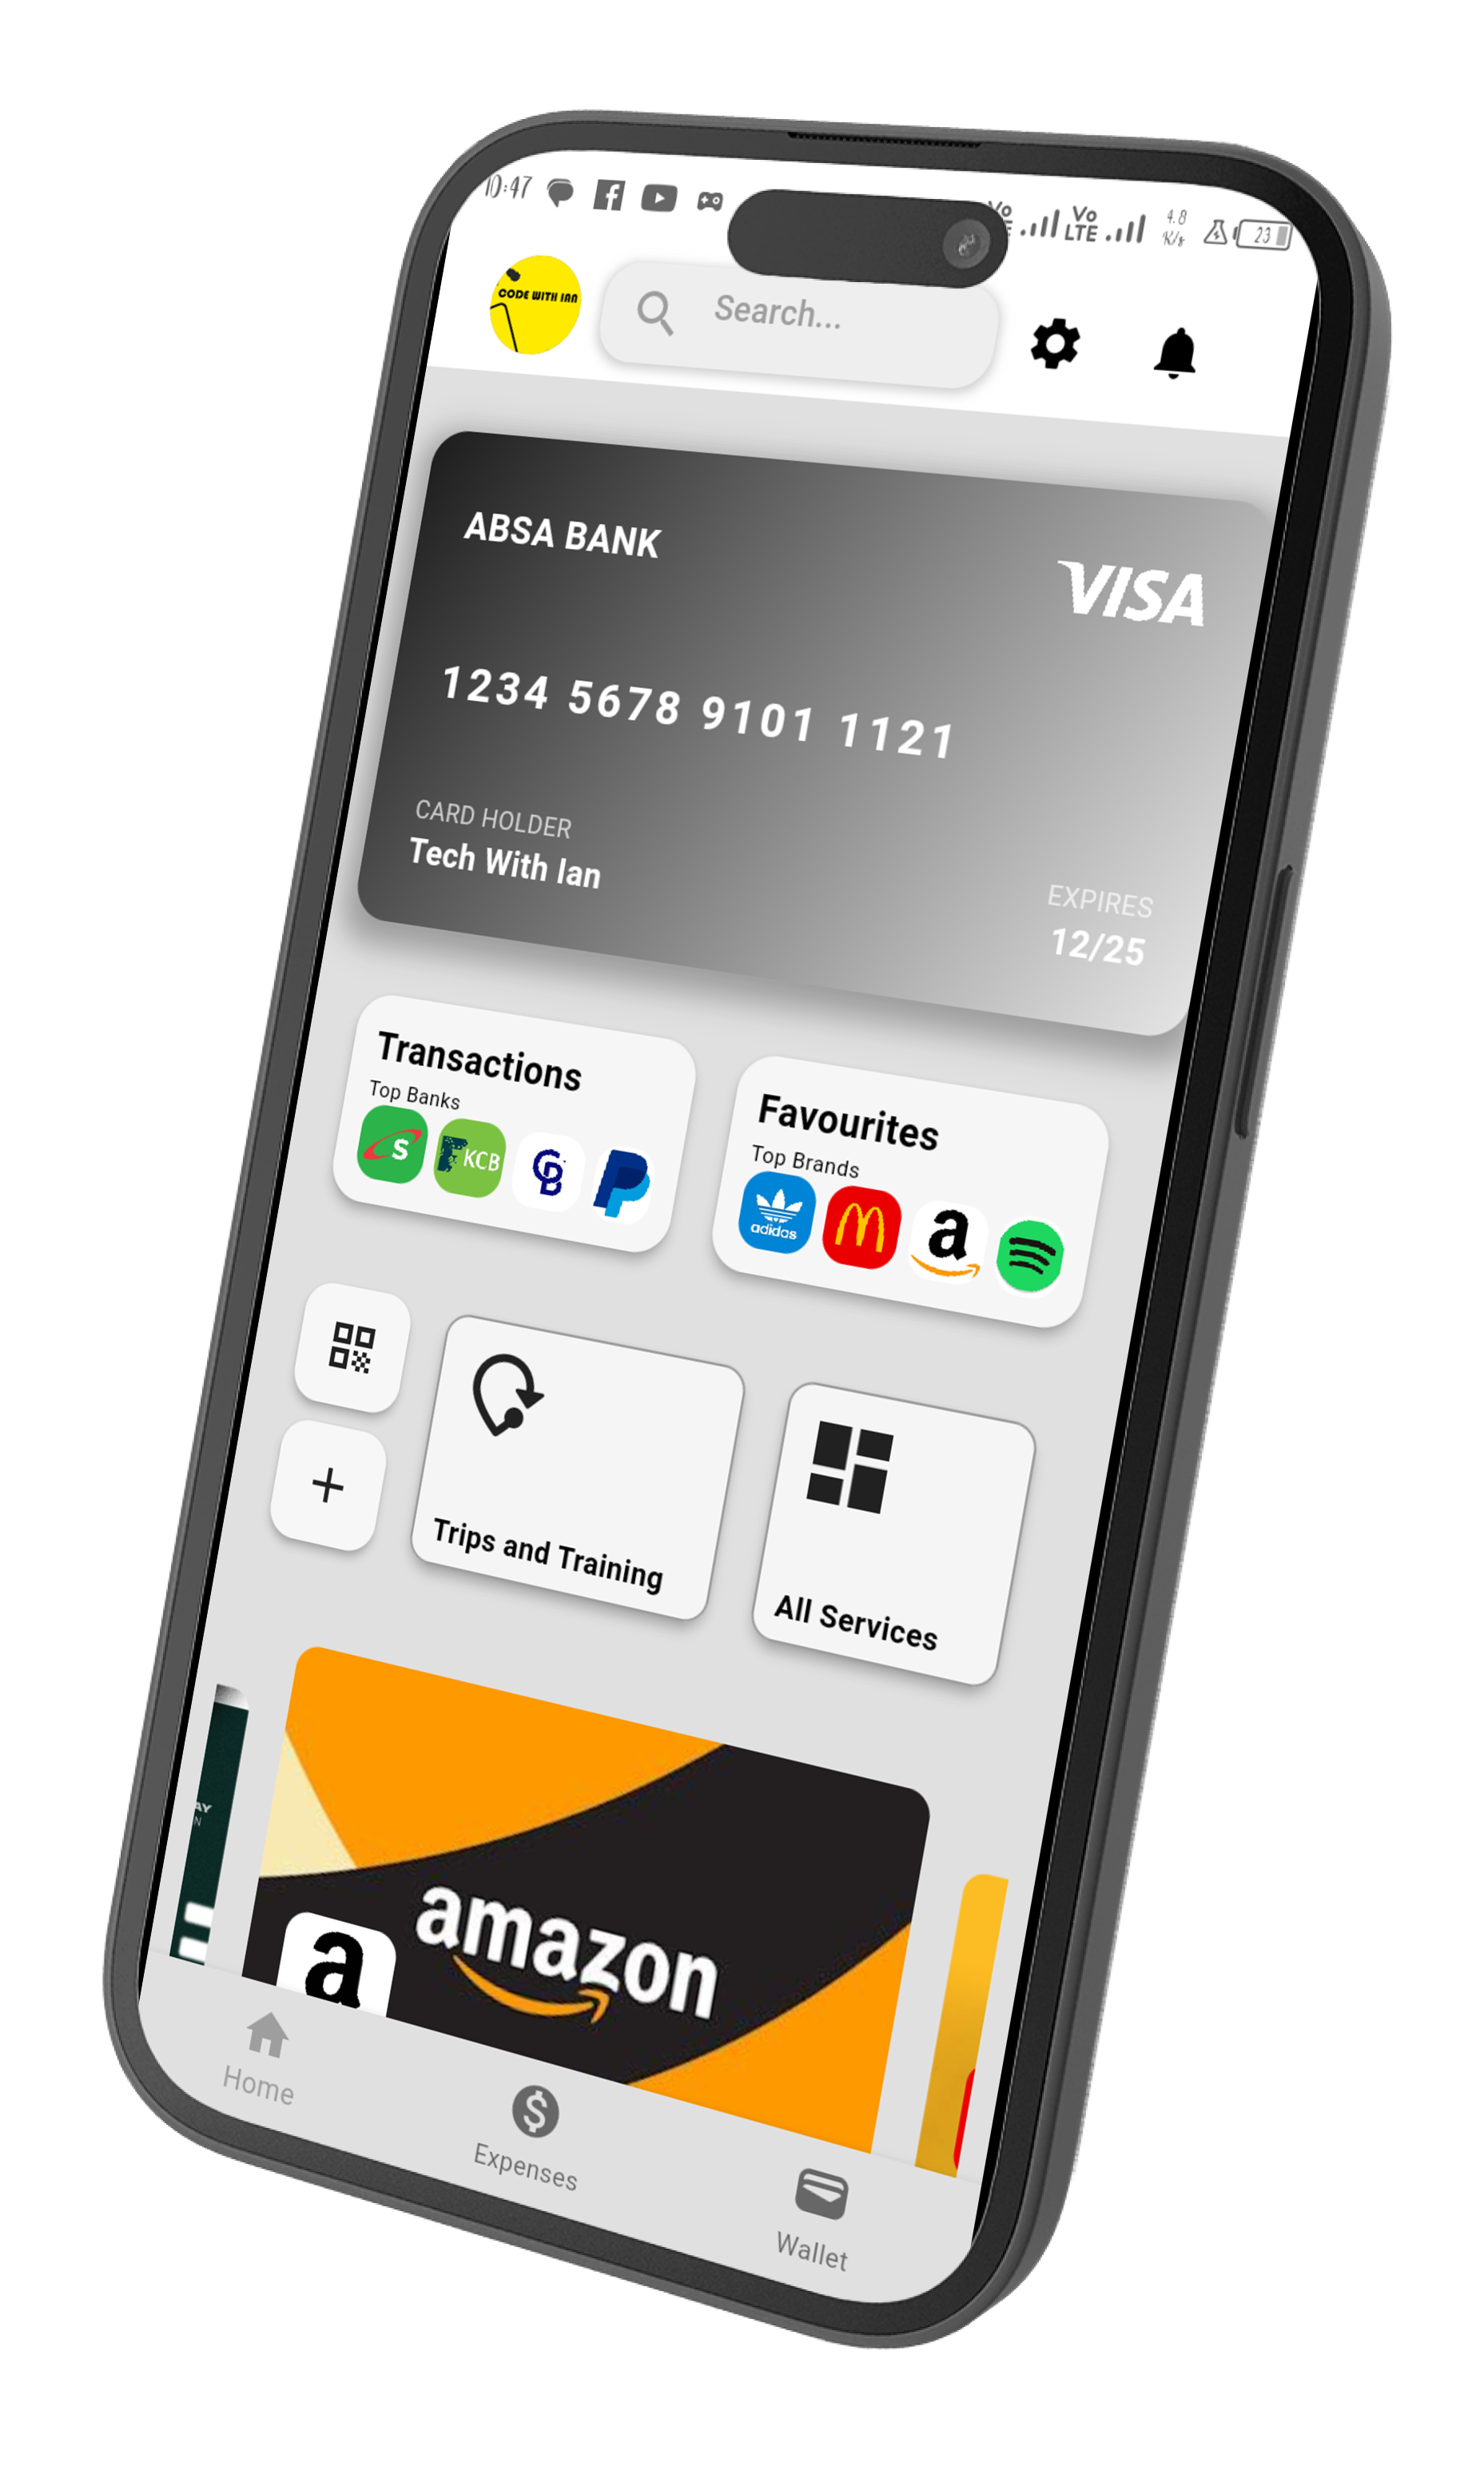 10:47
Vo
LTE
4.8
K/s
23
CODE WITH IAN
Search...
ABSA BANK
VISA
1234 5678 9101 1121
CARD HOLDER
Tech With Ian
EXPIRES
12/25
Transactions
Top Banks
S
KCB
Favourites
Top Brands
adidas
a
Trips and Training
All Services
AY
N
amazon
a
Home
Expenses
Wallet